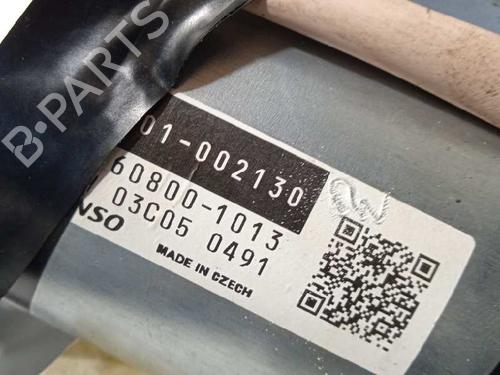 B-PARTS
01-002130
60800-1013
03C05 0491
NSO
MADE IN CZECH